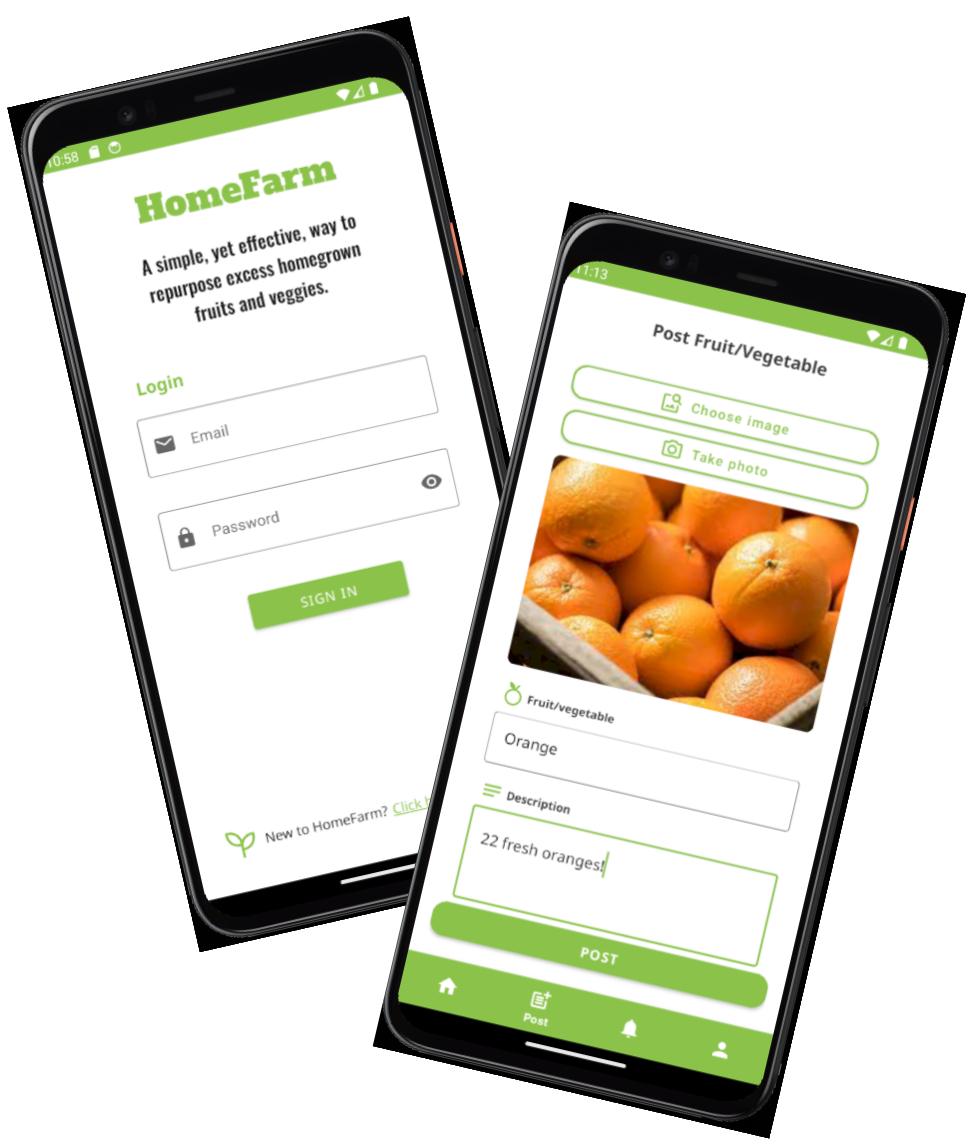 10:58
HomeFarm
A simple, yet effective, way to
repurpose excess homegrown
fruits and veggies.
Login
Email
Password
SIGN IN
New to HomeFarm? Click
11:13
Post Fruit/Vegetable
Choose image
Take photo
Fruit/vegetable
Orange
Description
22 fresh oranges!
POST
Post